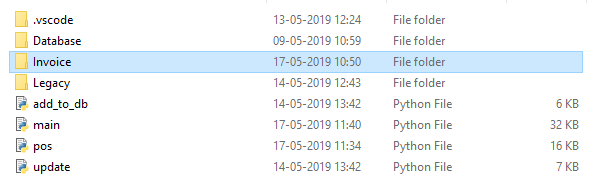 .vscode 13-05-2019 12:24 File folder
Database 09-05-2019 10:59 File folder
Invoice 17-05-2019 10:50 File folder
Legacy 14-05-2019 12:43 File folder
add_to_db 14-05-2019 13:42 Python File 6 KB
main 17-05-2019 11:40 Python File 32 KB
pos 17-05-2019 11:34 Python File 16 KB
update 14-05-2019 13:42 Python File 7 KB